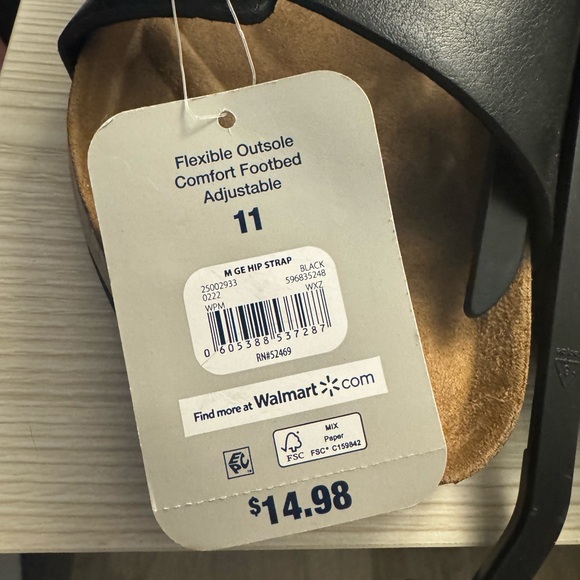 Flexible Outsole
Comfort Footbed
Adjustable
11
M GE HIP STRAP
25002933 BLACK
0222 596835248
WPM WXZ
0 605388 537287
RN#52469
Find more at Walmart com
FSC
MIX
Paper
FSC® C159842
$14.98